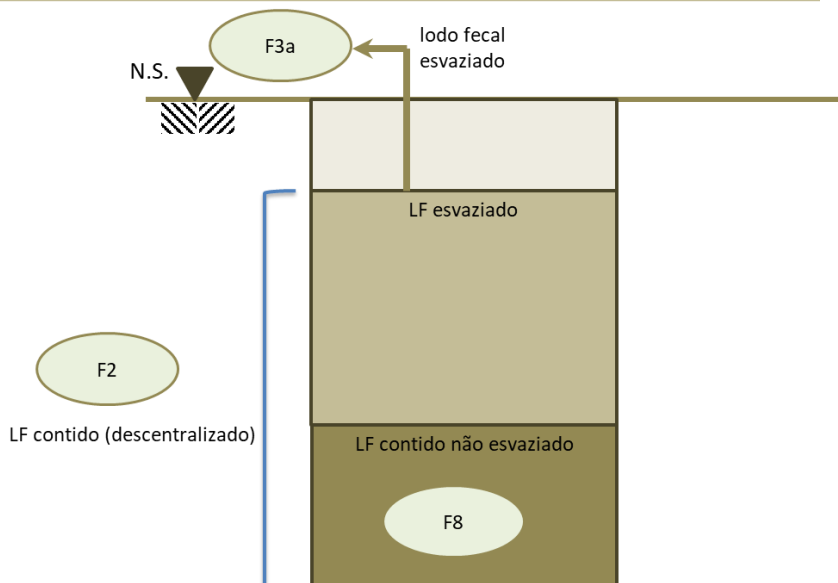 F3a
lodo fecal
esvaziado
N.S.
LF esvaziado
F2
LF contido (descentralizado)
LF contido não esvaziado
F8